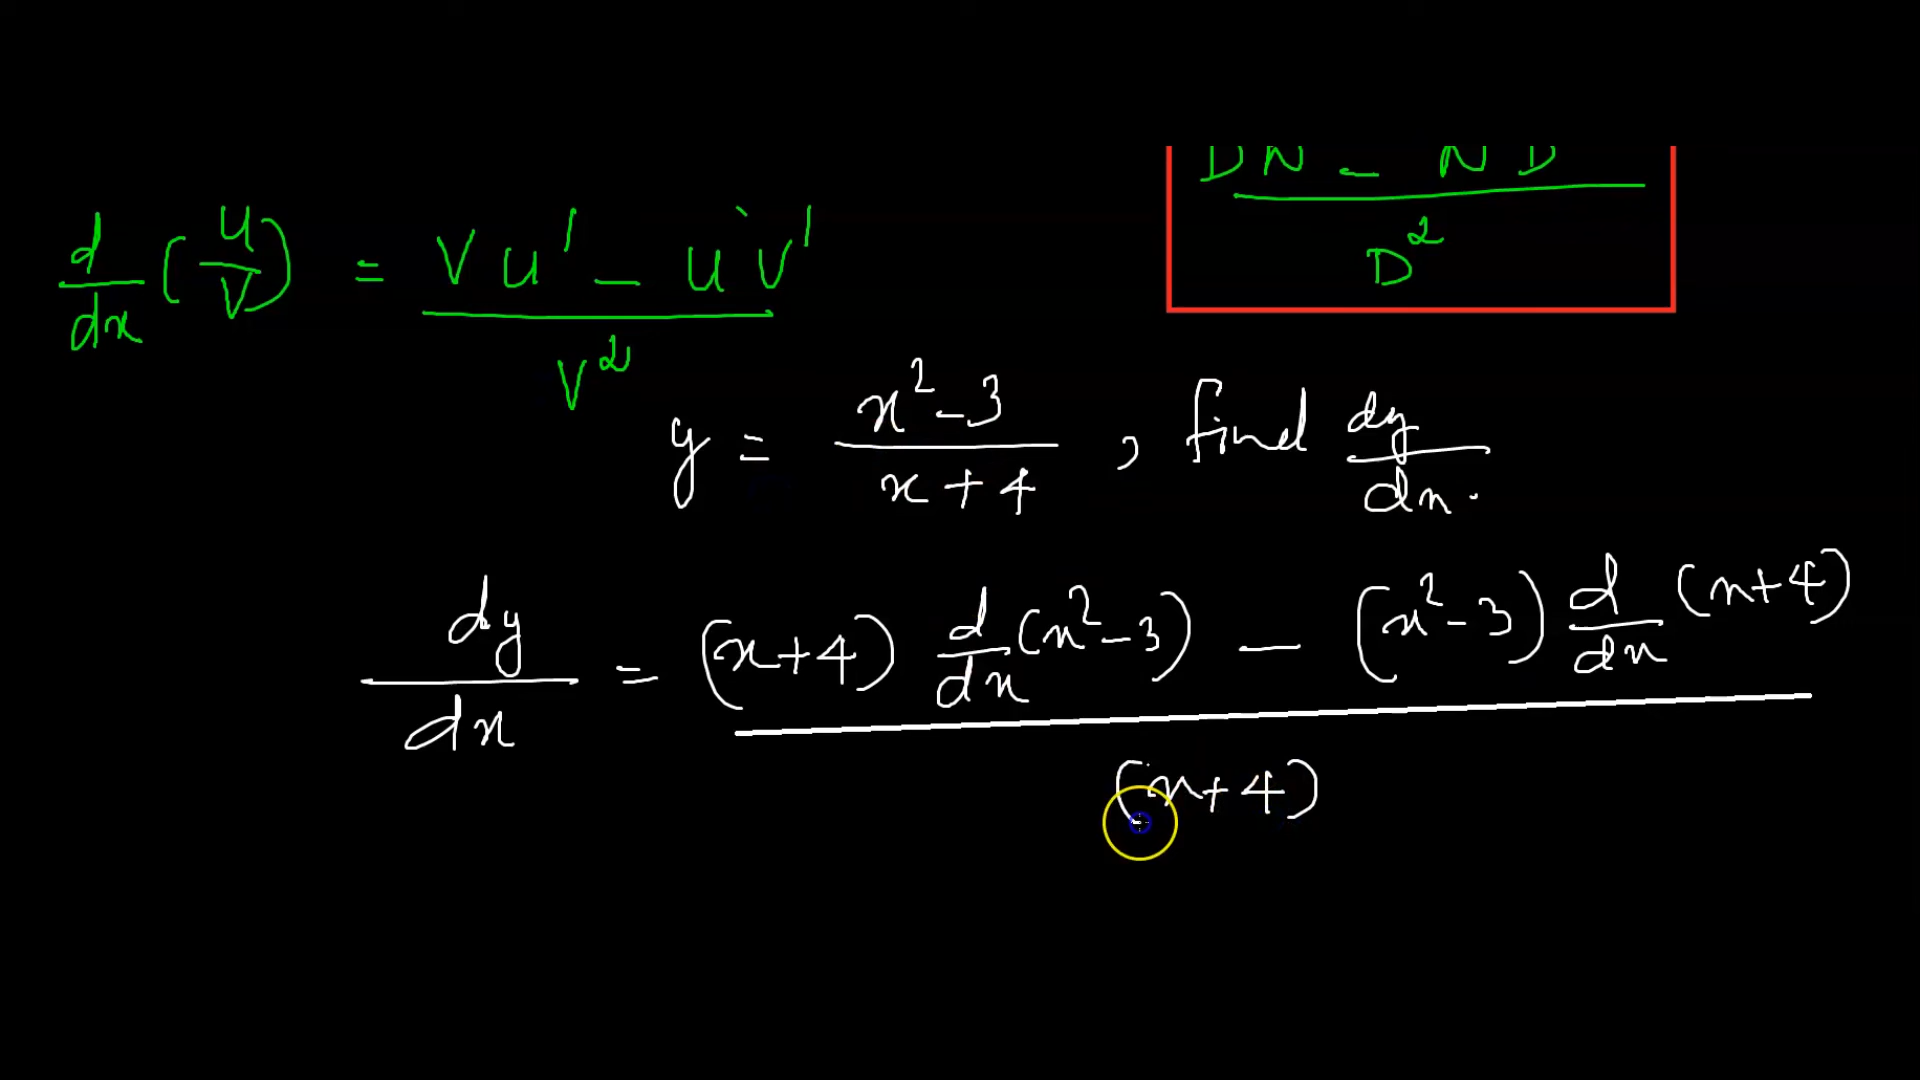 DN - ND
D²
d/dx (u/v) = vu' - uv' / v²
y = x²-3 / x+4 , find dy/dx.
dy/dx = (x+4) d/dx (x²-3) - (x²-3) d/dx (x+4)
(x+4)